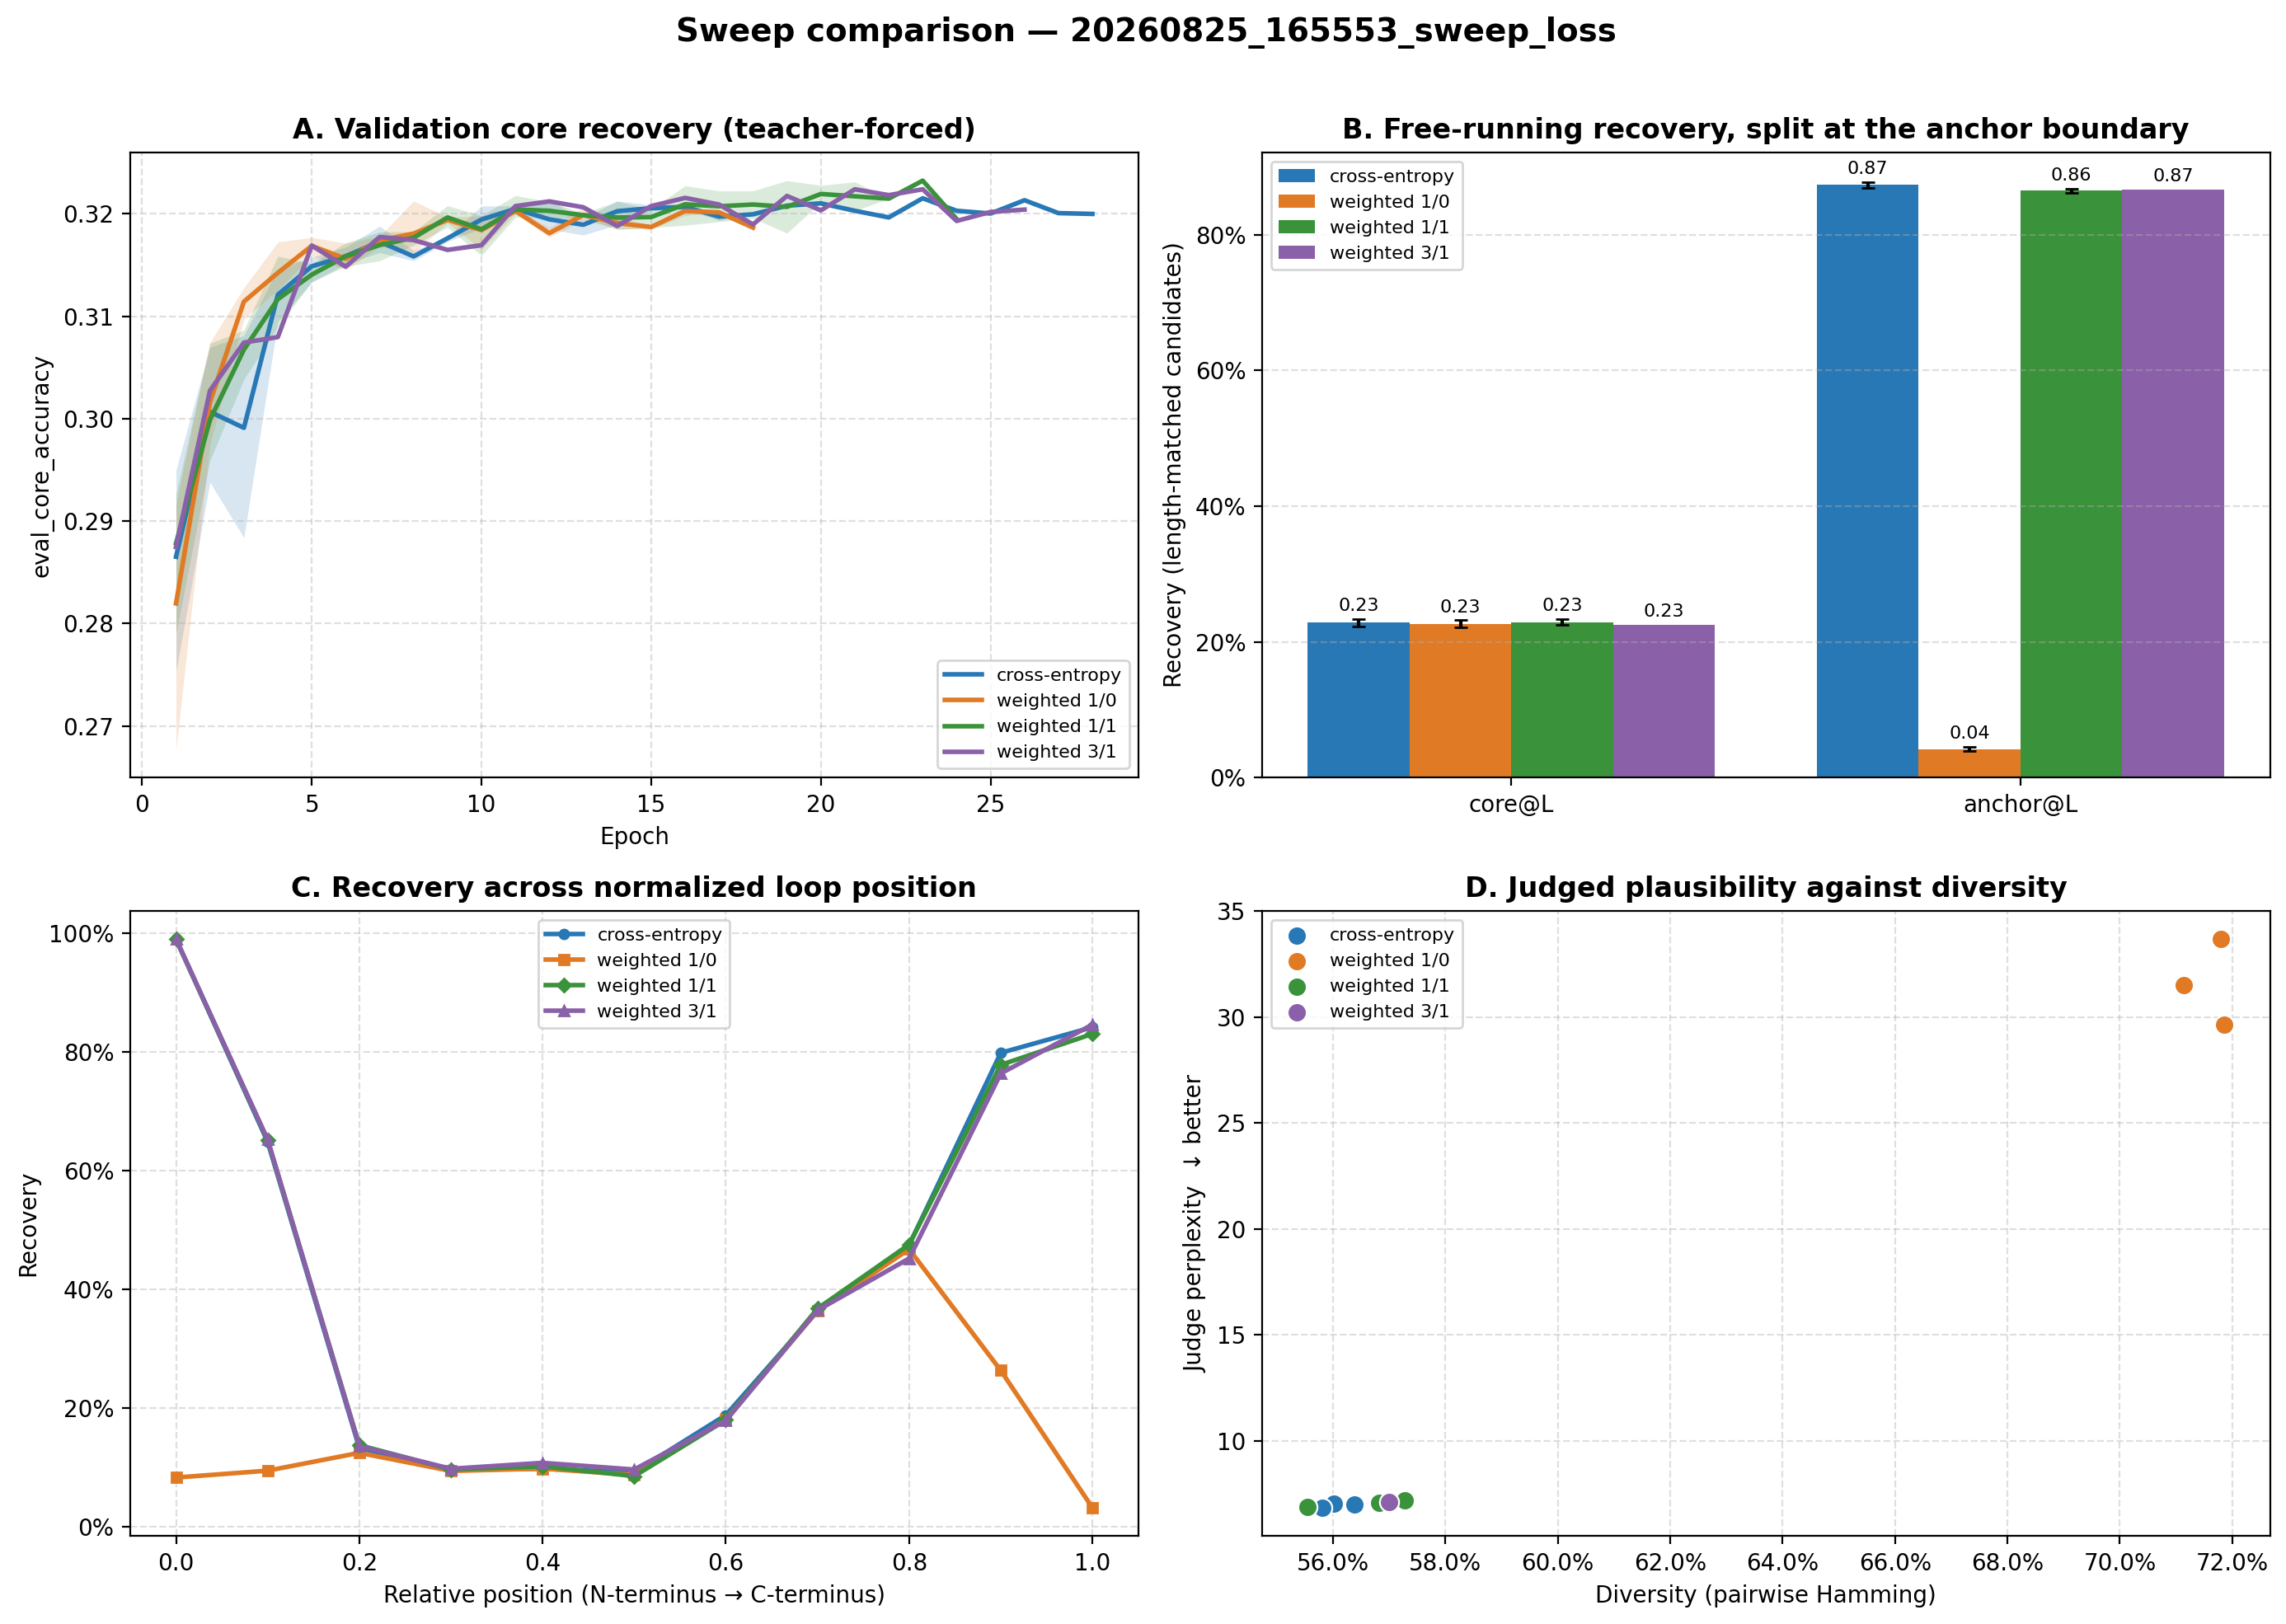 Sweep comparison — 20260825_165553_sweep_loss
A. Validation core recovery (teacher-forced)
eval_core_accuracy
0.32
0.31
0.30
0.29
0.28
0.27
0
5
10
15
20
25
Epoch
cross-entropy
weighted 1/0
weighted 1/1
weighted 3/1
B. Free-running recovery, split at the anchor boundary
Recovery (length-matched candidates)
80%
60%
40%
20%
0%
cross-entropy
weighted 1/0
weighted 1/1
weighted 3/1
0.23
0.23
0.23
0.23
0.87
0.04
0.86
0.87
core@L
anchor@L
C. Recovery across normalized loop position
Recovery
100%
80%
60%
40%
20%
0%
cross-entropy
weighted 1/0
weighted 1/1
weighted 3/1
0.0
0.2
0.4
0.6
0.8
1.0
Relative position (N-terminus → C-terminus)
D. Judged plausibility against diversity
Judge perplexity ↓ better
35
30
25
20
15
10
cross-entropy
weighted 1/0
weighted 1/1
weighted 3/1
56.0%
58.0%
60.0%
62.0%
64.0%
66.0%
68.0%
70.0%
72.0%
Diversity (pairwise Hamming)